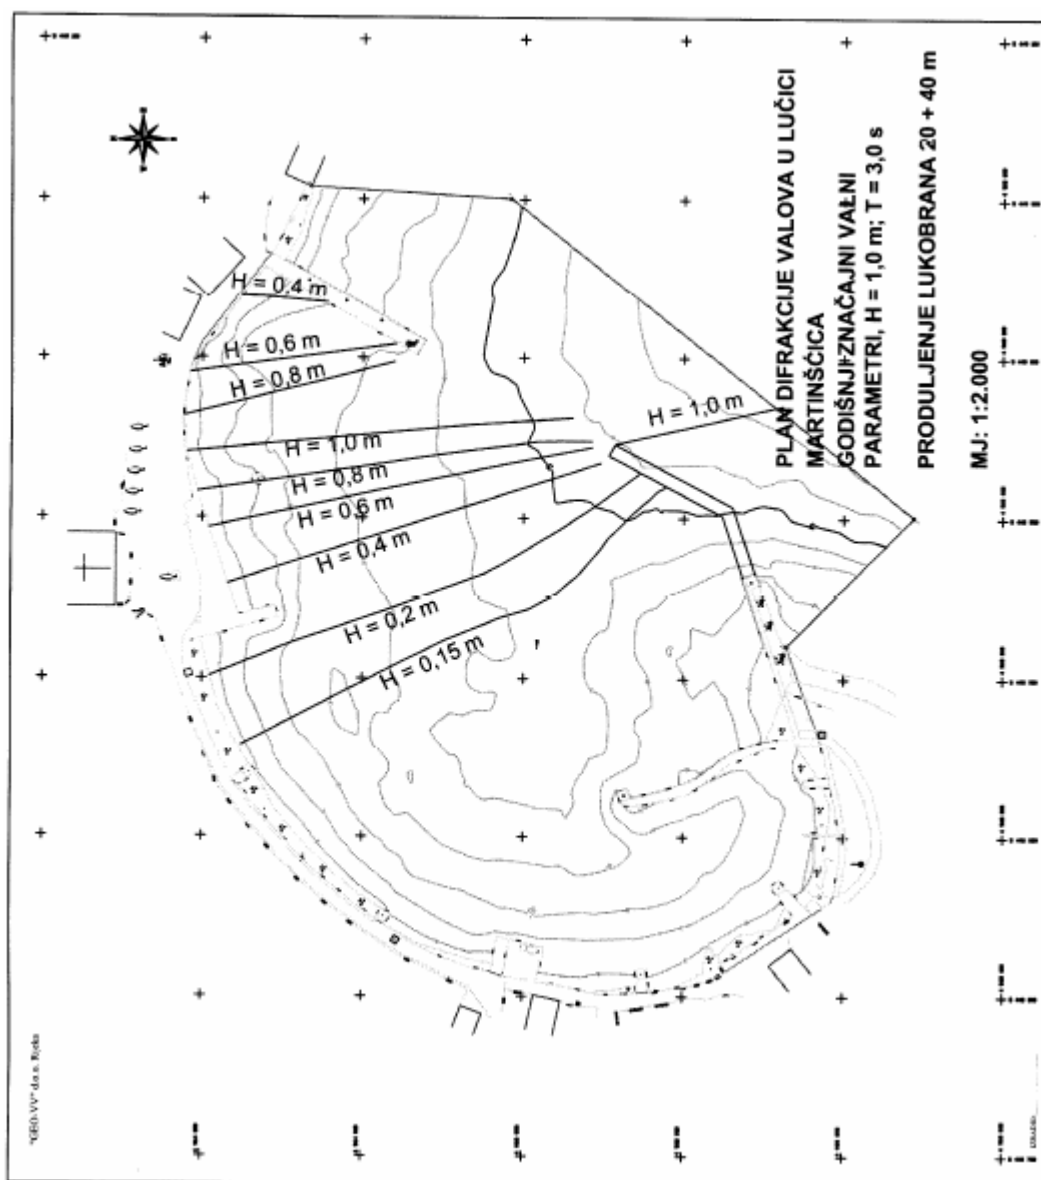 PLAN DIFRAKCIJE VALOVA U LUČICI
MARTINŠĆICA
GODIŠNJI ZNAČAJNI VALNI
PARAMETRI, H = 1,0 m; T = 3,0 s
PRODULJENJE LUKOBRANA 20 + 40 m
MJ: 1:2.000
H = 0,4 m
H = 0,6 m
H = 0,8 m
H = 1,0 m
H = 1,0 m
H = 0,8 m
H = 0,6 m
H = 0,4 m
H = 0,2 m
H = 0,15 m
"GEO-VV" d.o.o. Rijeka